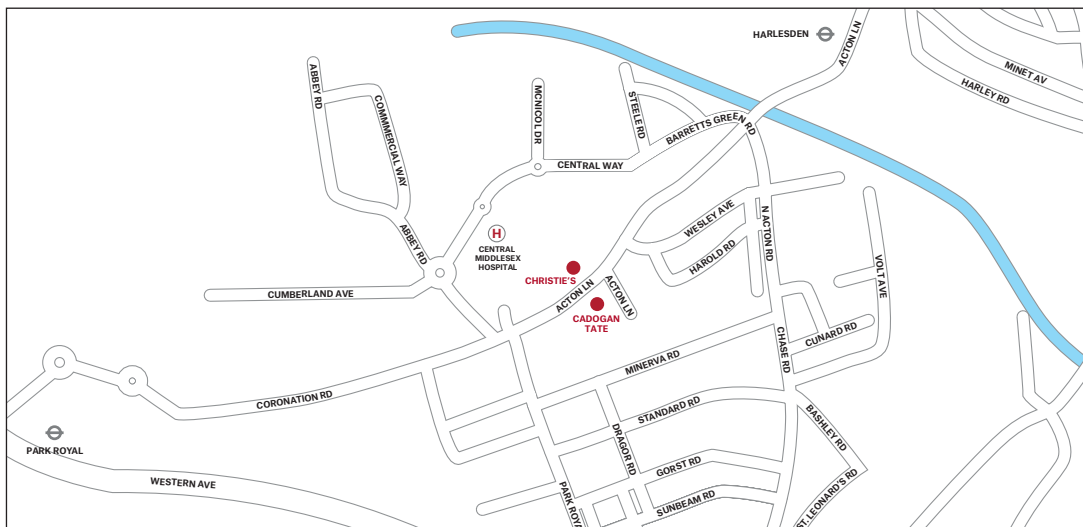 HARLESDEN
ACTON LN
MINET AV
HARLEY RD
ABBEY RD
COMMMERCIAL WAY
MCNICOL DR
STEELE RD
BARRETTS GREEN RD
CENTRAL WAY
H
CENTRAL
MIDDLESEX
HOSPITAL
ABBEY RD
WESLEY AVE
HAROLD RD
N ACTON RD
VOLT AVE
CHRISTIE'S
ACTON LN
ACTON LN
CADOGAN
TATE
CUMBERLAND AVE
CUNARD RD
CHASE RD
MINERVA RD
CORONATION RD
STANDARD RD
BASHLEY RD
DRAGOR RD
PARK ROYAL
WESTERN AVE
GORST RD
SUNBEAM RD
PARK ROYAL
ST. LEONARD'S RD